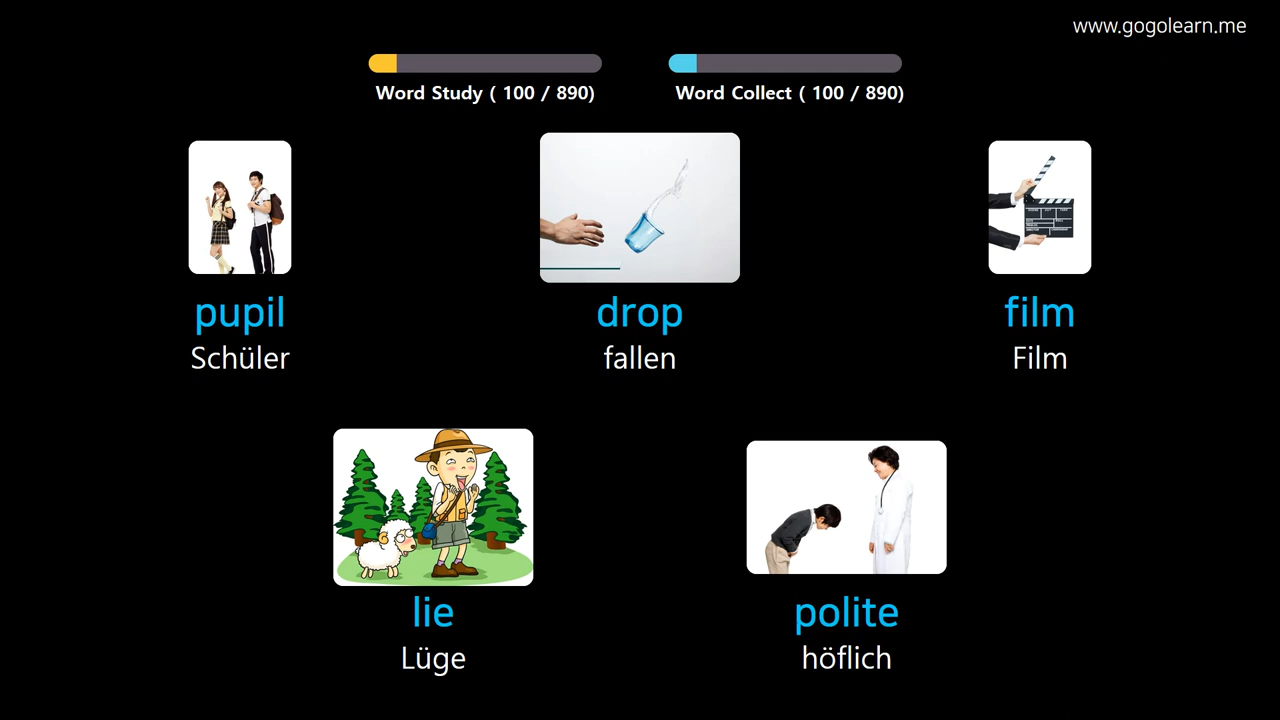 www.gogolearn.me
Word Study ( 100 / 890)
Word Collect ( 100 / 890)
pupil
Schüler
drop
fallen
film
Film
lie
Lüge
polite
höflich